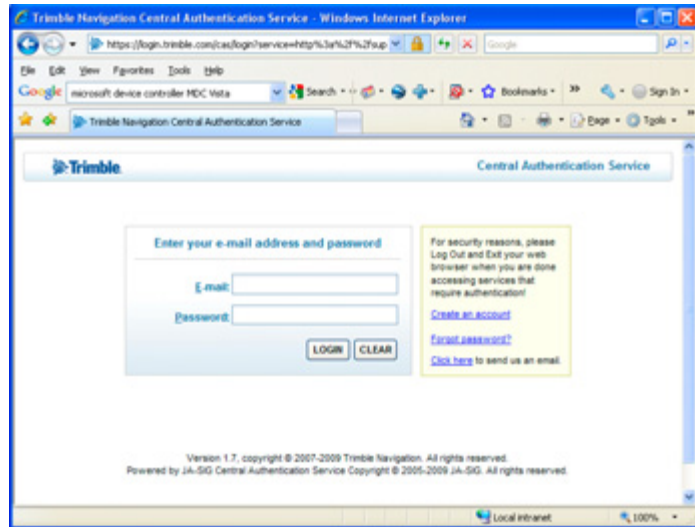 Trimble Navigation Central Authentication Service - Windows Internet Explorer
https://login.trimble.com/cas/login?service=http%3a%2f%2fsup
Google
File Edit View Favorites Tools Help
Google microsoft device controller MDC Vista Search Bookmarks Sign In
Trimble Navigation Central Authentication Service Page Tools
Trimble. Central Authentication Service
Enter your e-mail address and password
E-mail:
Password:
LOGIN CLEAR
For security reasons, please
Log Out and Exit your web
browser when you are done
accessing services that
require authentication!
Create an account
Forgot password?
Click here to send us an email.
Version 1.7, copyright © 2007-2009 Trimble Navigation. All rights reserved.
Powered by JA-SIG Central Authentication Service Copyright © 2005-2009 JA-SIG. All rights reserved.
Local intranet 100%